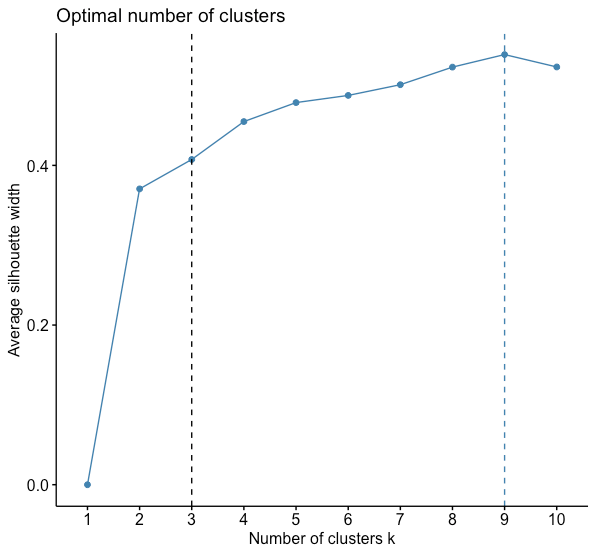 Optimal number of clusters
Average silhouette width
0.4
0.2
0.0
1 2 3 4 5 6 7 8 9 10
Number of clusters k